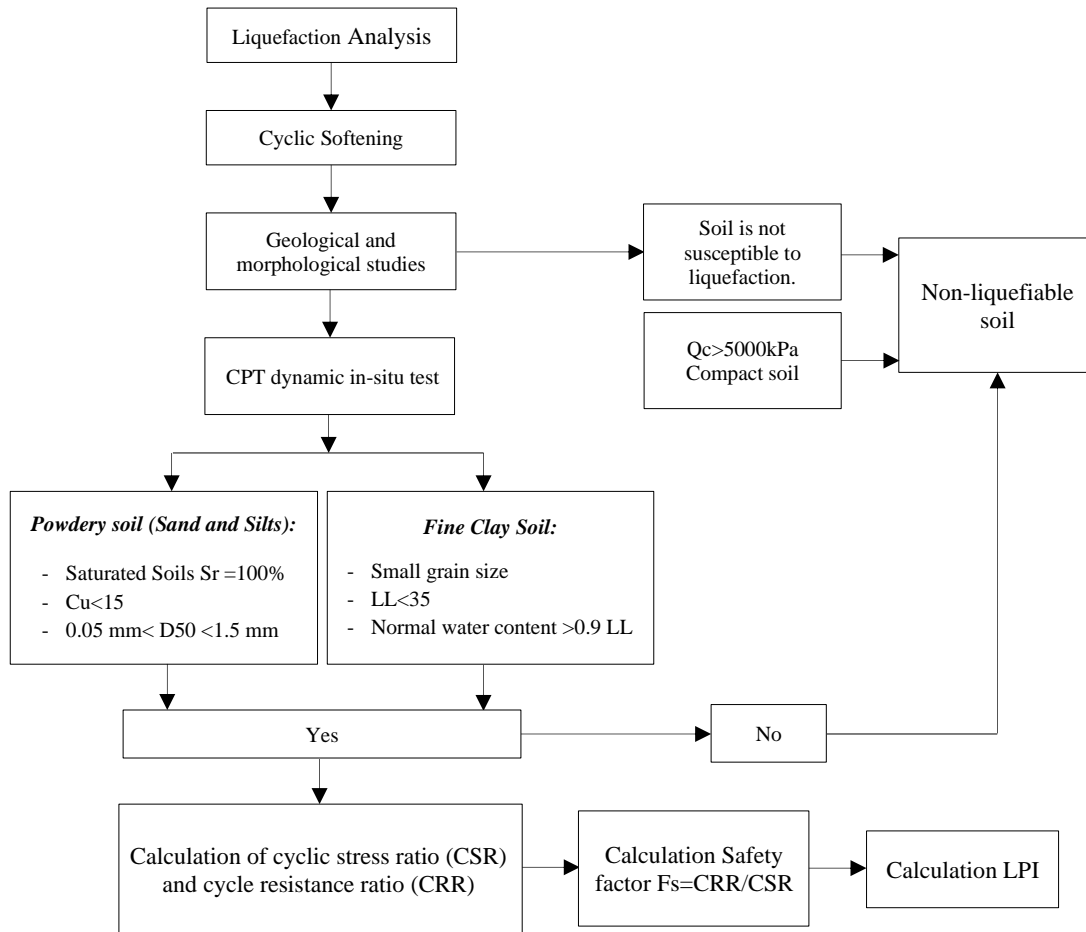 Liquefaction Analysis
Cyclic Softening
Geological and
morphological studies
Soil is not
susceptible to
liquefaction.
Non-liquefiable
soil
Qc>5000kPa
Compact soil
CPT dynamic in-situ test
Powdery soil (Sand and Silts):
- Saturated Soils Sr =100%
- Cu<15
- 0.05 mm< D50 <1.5 mm
Fine Clay Soil:
- Small grain size
- LL<35
- Normal water content >0.9 LL
Yes
No
Calculation of cyclic stress ratio (CSR)
and cycle resistance ratio (CRR)
Calculation Safety
factor Fs=CRR/CSR
Calculation LPI